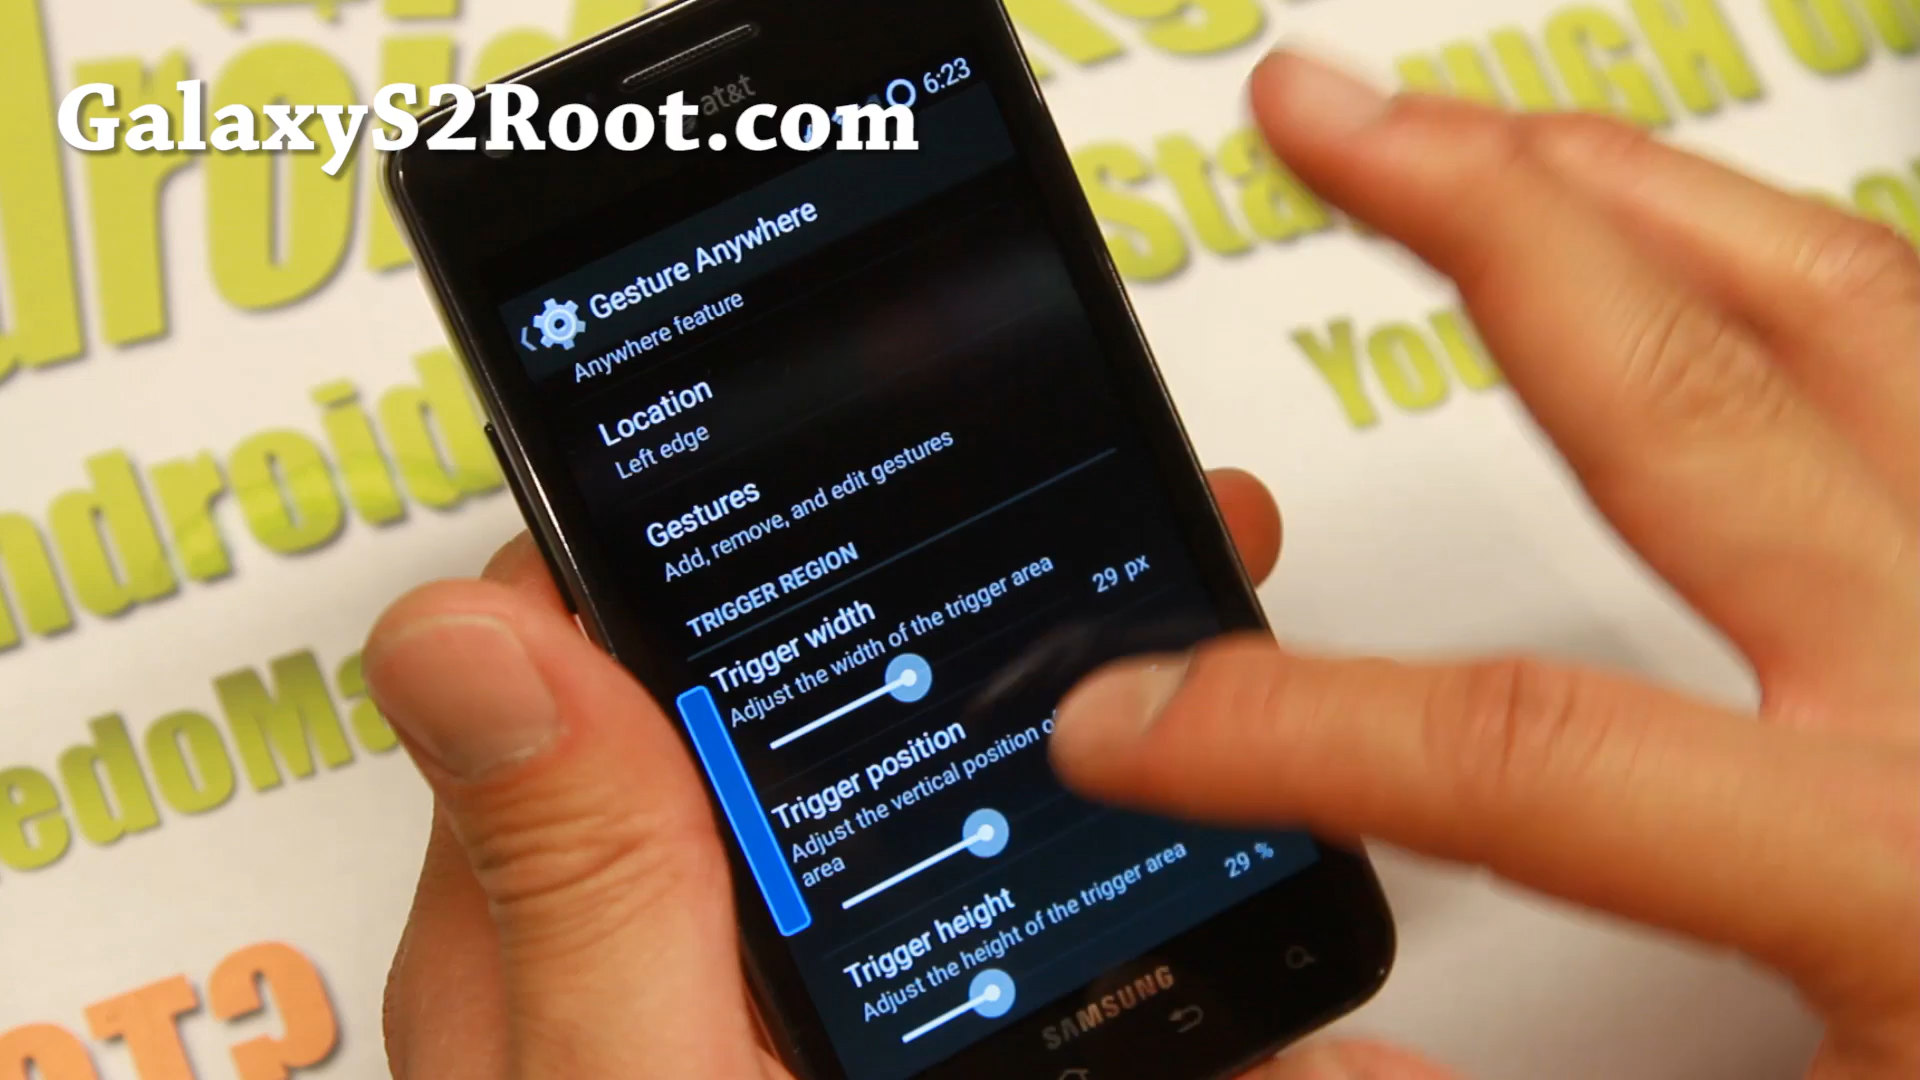 GalaxyS2Root.com
at&t
6:23
Gesture Anywhere
Anywhere feature
Location
Left edge
Gestures
Add, remove, and edit gestures
TRIGGER REGION
Trigger width
Adjust the width of the trigger area
29 px
Trigger position
Adjust the vertical position
area
Trigger height
Adjust the height of the trigger area
29 %
SAMSUNG
You